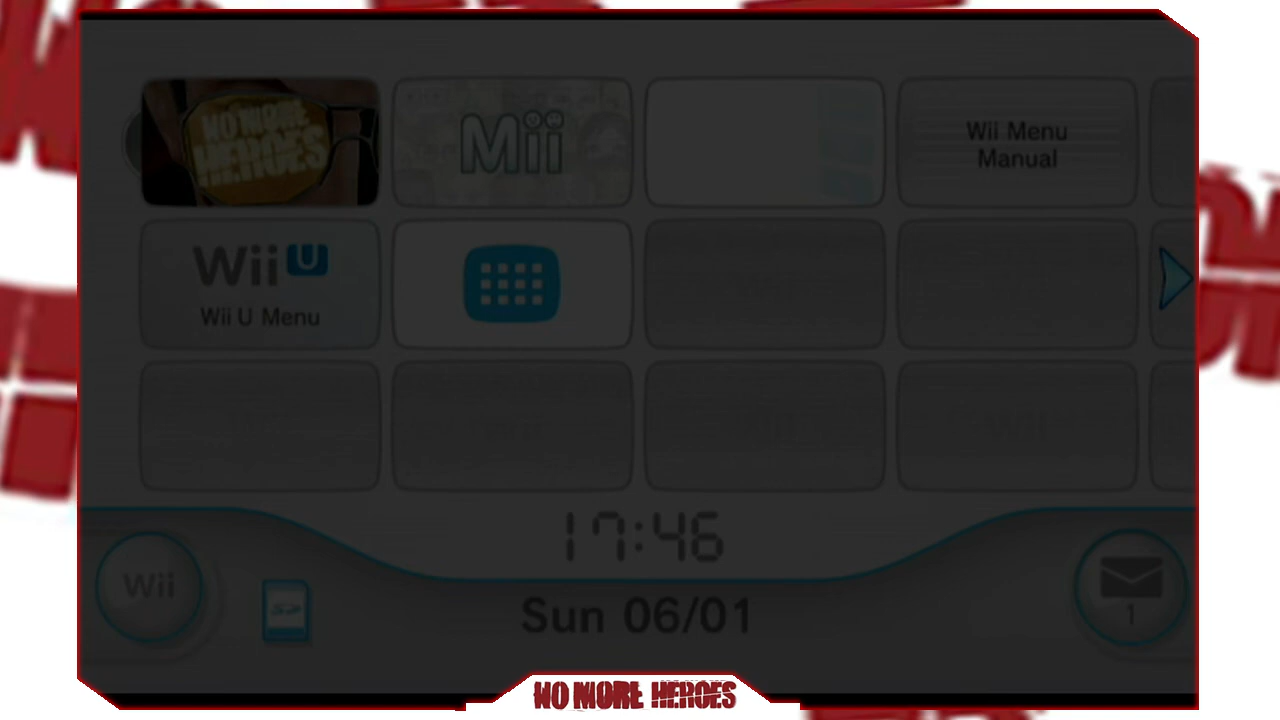 NO MORE
HEROES
Mii
Wii Menu
Manual
Wii U
Wii U Menu
17:46
Wii
SD
Sun 06/01
1
NO MORE HEROES